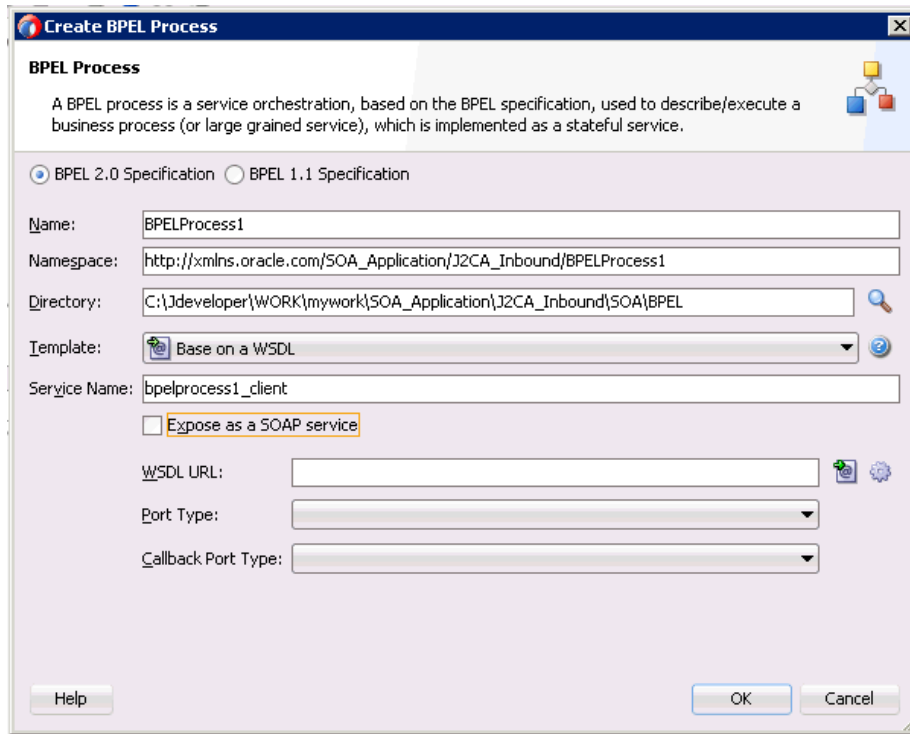 Create BPEL Process
BPEL Process
A BPEL process is a service orchestration, based on the BPEL specification, used to describe/execute a
business process (or large grained service), which is implemented as a stateful service.
BPEL 2.0 Specification BPEL 1.1 Specification
Name: BPELProcess1
Namespace: http://xmlns.oracle.com/SOA_Application/J2CA_Inbound/BPELProcess1
Directory: C:\Jdeveloper\WORK\mywork\SOA_Application\J2CA_Inbound\SOA\BPEL
Template: Base on a WSDL
Service Name: bpelprocess1_client
Expose as a SOAP service
WSDL URL:
Port Type:
Callback Port Type:
Help OK Cancel